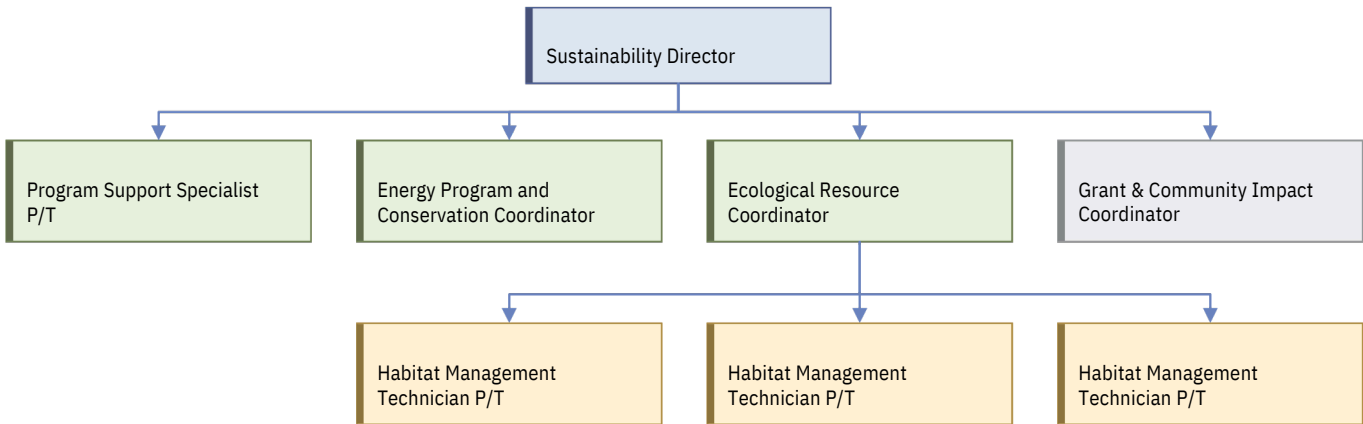 Sustainability Director
Program Support Specialist
P/T
Energy Program and
Conservation Coordinator
Ecological Resource
Coordinator
Grant & Community Impact
Coordinator
Habitat Management
Technician P/T
Habitat Management
Technician P/T
Habitat Management
Technician P/T